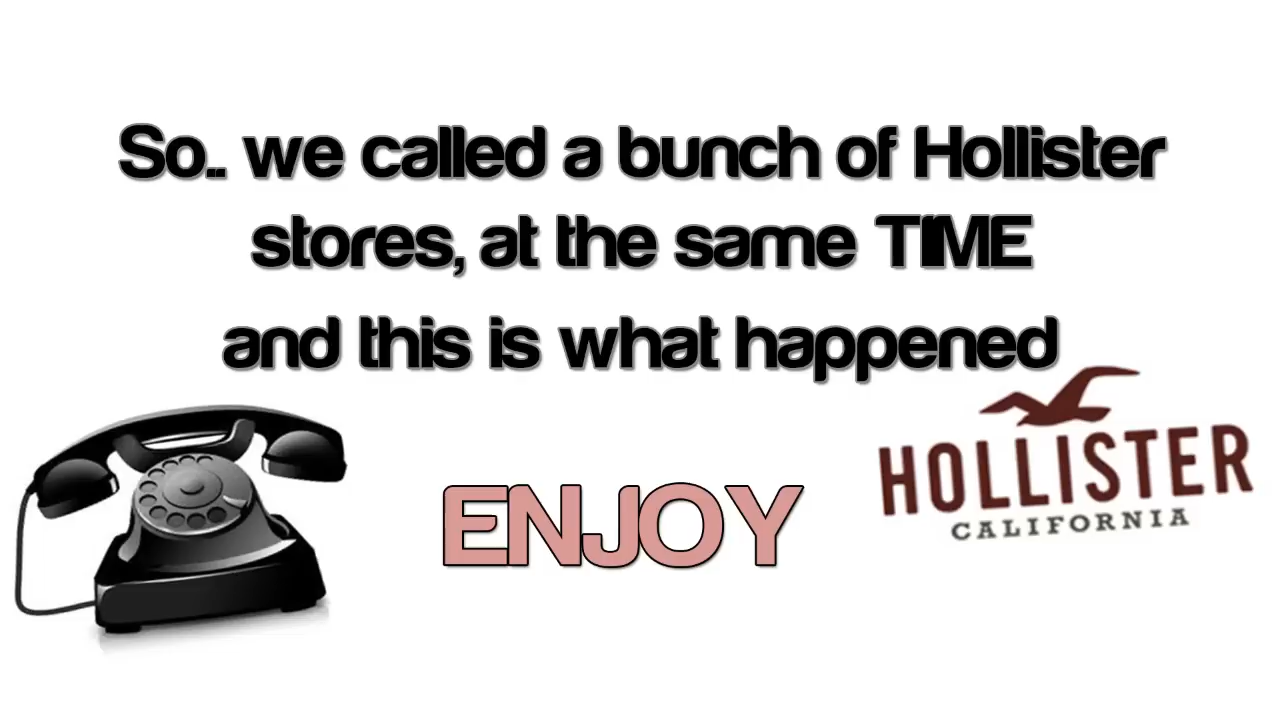 So.. we called a bunch of Hollister
stores, at the same TIME
and this is what happened
ENJOY
HOLLISTER
CALIFORNIA